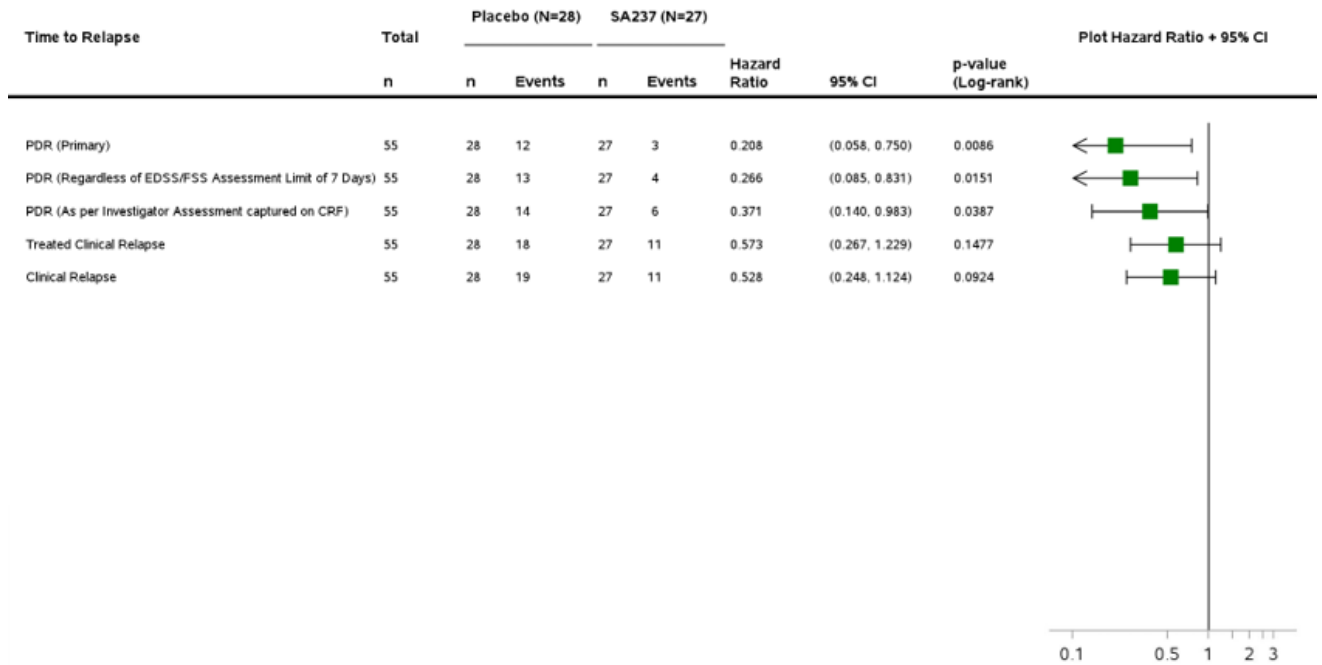 Placebo (N=28) SA237 (N=27)
Time to Relapse Total Plot Hazard Ratio + 95% CI
n n Events n Events Hazard Ratio 95% CI p-value (Log-rank)
PDR (Primary) 55 28 12 27 3 0.208 (0.058, 0.750) 0.0086
PDR (Regardless of EDSS/FSS Assessment Limit of 7 Days) 55 28 13 27 4 0.266 (0.085, 0.831) 0.0151
PDR (As per Investigator Assessment captured on CRF) 55 28 14 27 6 0.371 (0.140, 0.983) 0.0387
Treated Clinical Relapse 55 28 18 27 11 0.573 (0.267, 1.229) 0.1477
Clinical Relapse 55 28 19 27 11 0.528 (0.248, 1.124) 0.0924
0.1 0.5 1 2 3